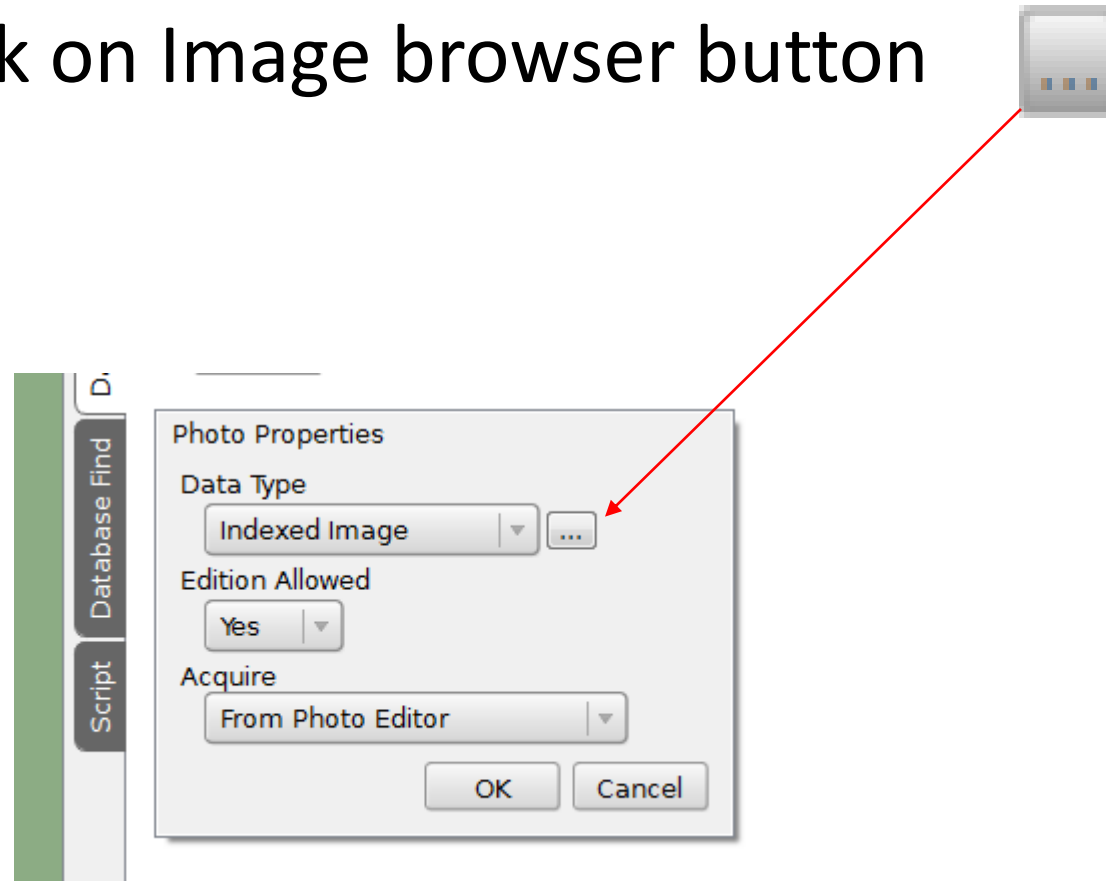 k on Image browser button
...
Photo Properties
Data Type
Indexed Image
...
Edition Allowed
Yes
Acquire
From Photo Editor
OK
Cancel
Database Find
Script